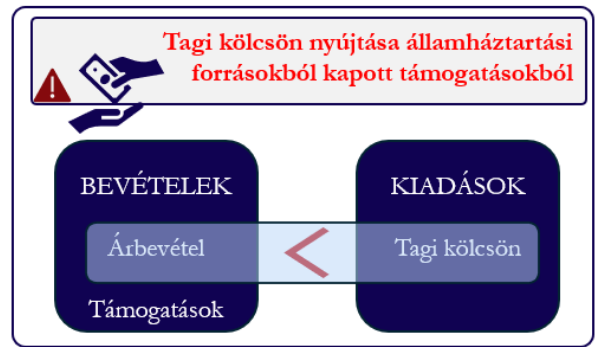 Tagi kölcsön nyújtása államháztartási
forrásokból kapott támogatásokból
BEVÉTELEK
KIADÁSOK
Árbevétel
<
Tagi kölcsön
Támogatások